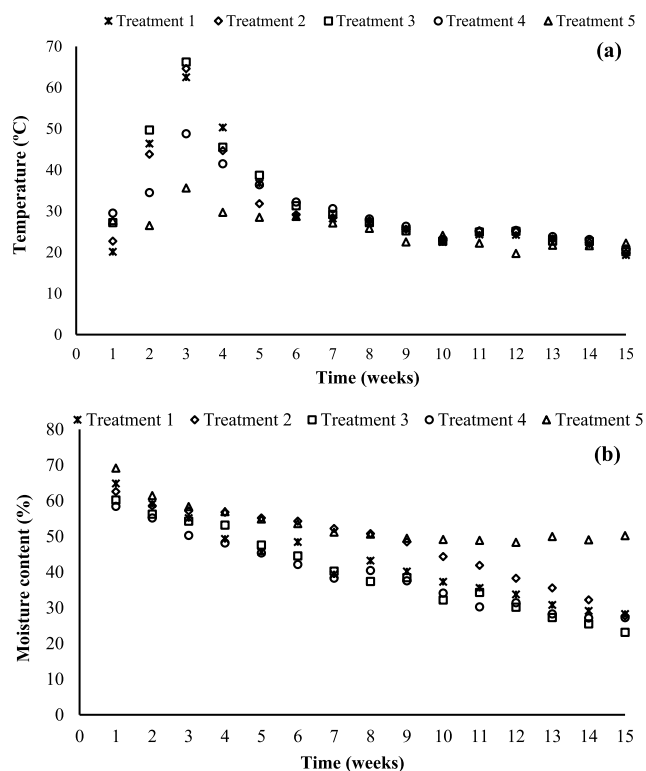 Treatment 1 Treatment 2 Treatment 3 Treatment 4 Treatment 5
(a)
70
60
50
40
30
20
10
0
Temperature (ºC)
0 1 2 3 4 5 6 7 8 9 10 11 12 13 14 15
Time (weeks)
Treatment 1 Treatment 2 Treatment 3 Treatment 4 Treatment 5
(b)
80
70
60
50
40
30
20
10
0
Moisture content (%)
0 1 2 3 4 5 6 7 8 9 10 11 12 13 14 15
Time (weeks)